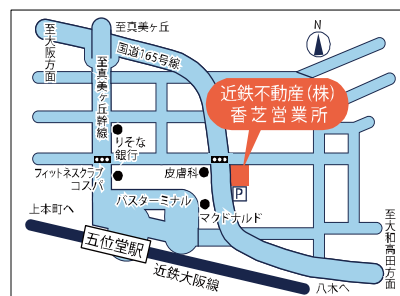 至真美ヶ丘
N
至大阪方面
国道165号線
至真美ヶ丘幹線
近鉄不動産(株)
香芝営業所
りそな
銀行
フィットネスクラブ
コスパ
皮膚科
P
バスターミナル
マクドナルド
上本町へ
五位堂駅
近鉄大阪線
八木へ
至大和高田方面